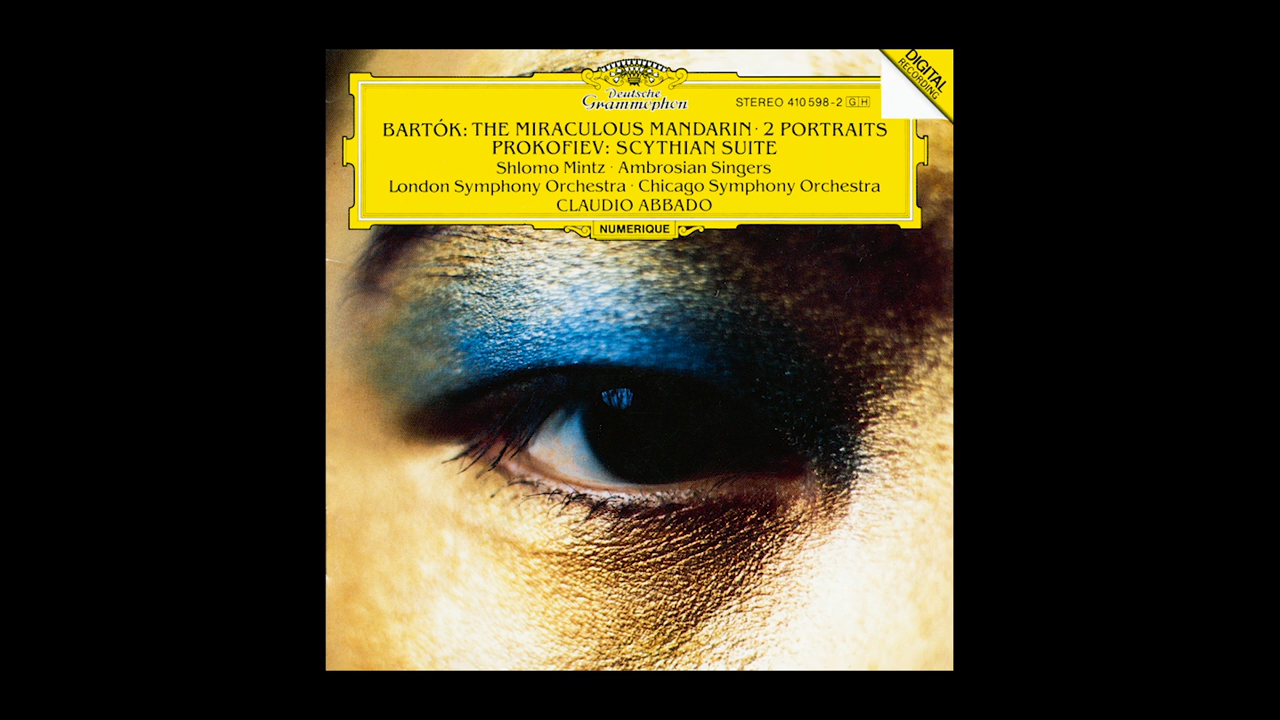 DIGITAL
RECORDING
Deutsche
Grammophon
STEREO 410 598-2 GH
BARTÓK: THE MIRACULOUS MANDARIN · 2 PORTRAITS
PROKOFIEV: SCYTHIAN SUITE
Shlomo Mintz · Ambrosian Singers
London Symphony Orchestra · Chicago Symphony Orchestra
CLAUDIO ABBADO
NUMERIQUE